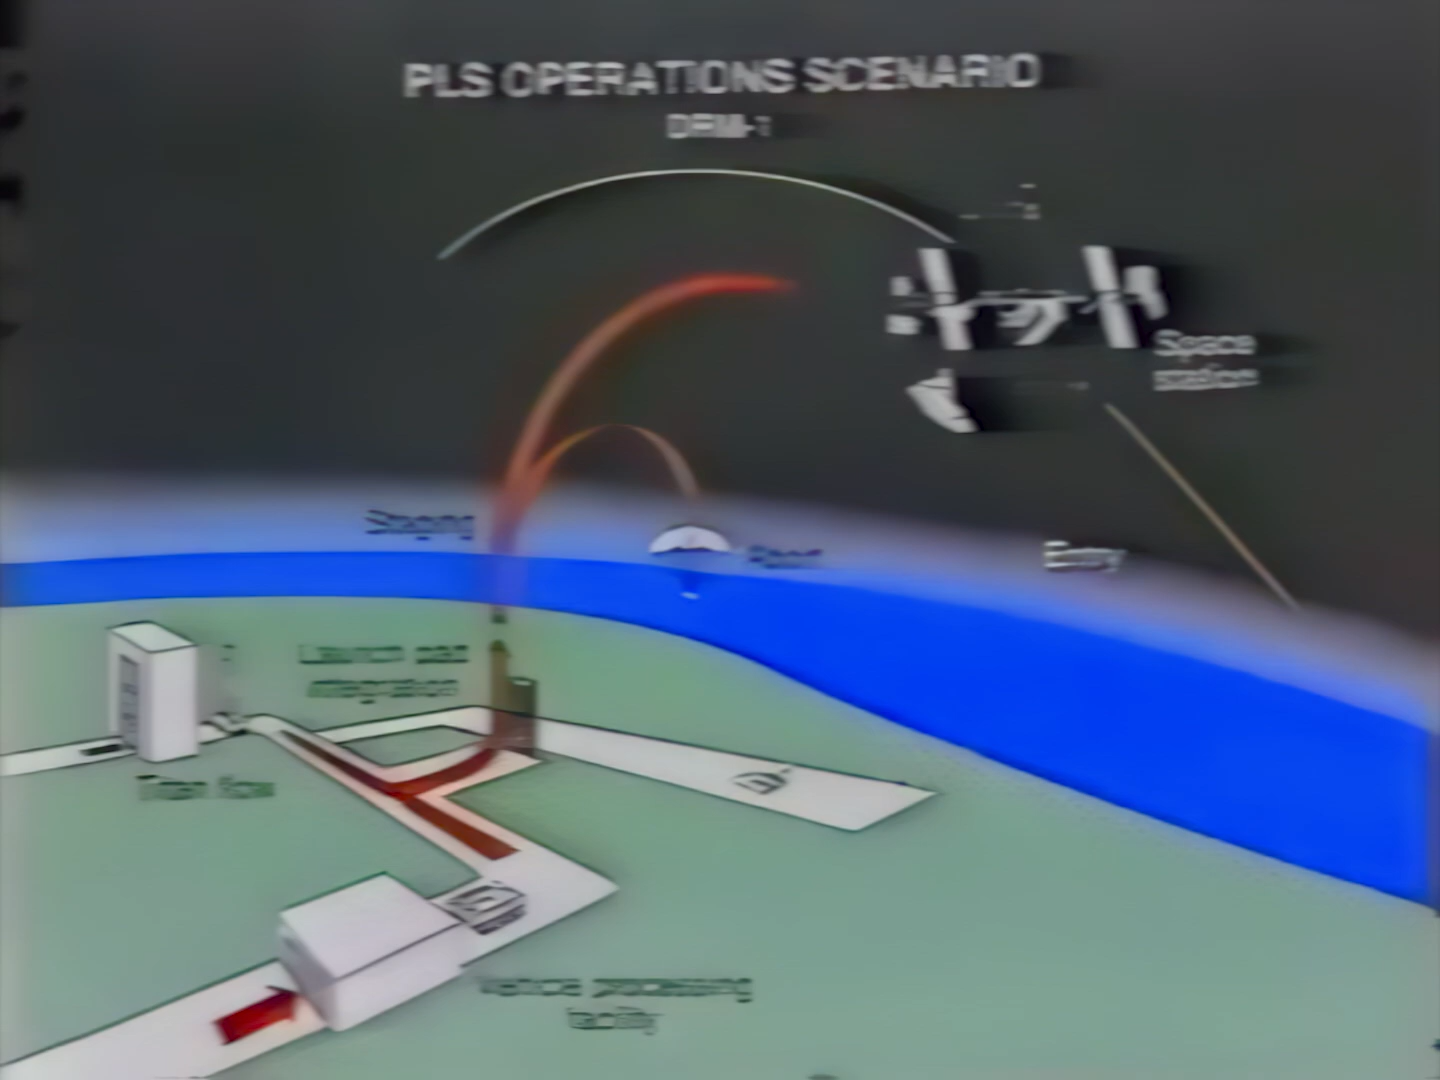 PLS OPERATIONS SCENARIO
DRM-1
Space
station
Staging
Entry
Launch pad
integration
Titan flow
Vehicle processing
facility